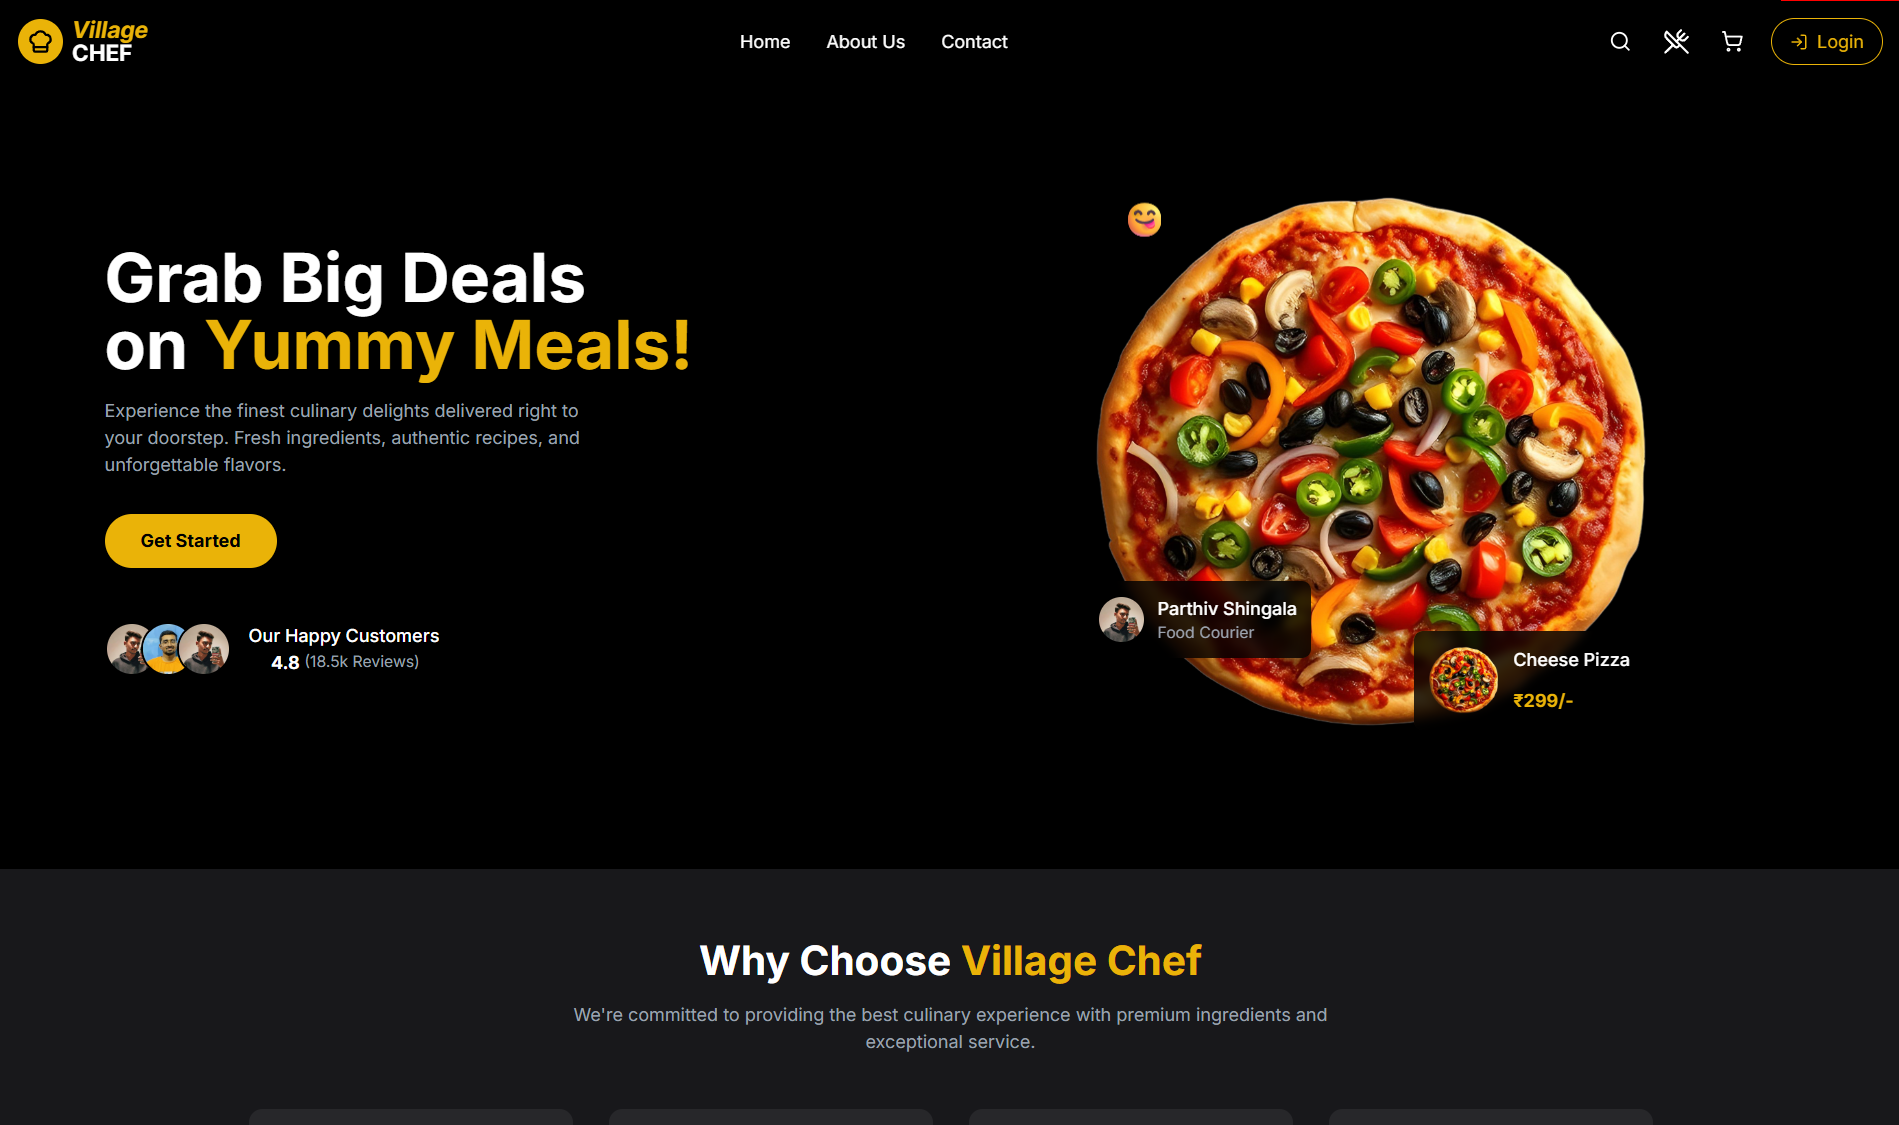 Village
CHEF
Home
About Us
Contact
Login
Grab Big Deals
on Yummy Meals!
Experience the finest culinary delights delivered right to
your doorstep. Fresh ingredients, authentic recipes, and
unforgettable flavors.
Get Started
Our Happy Customers
4.8 (18.5k Reviews)
Parthiv Shingala
Food Courier
Cheese Pizza
₹299/-
Why Choose Village Chef
We're committed to providing the best culinary experience with premium ingredients and
exceptional service.